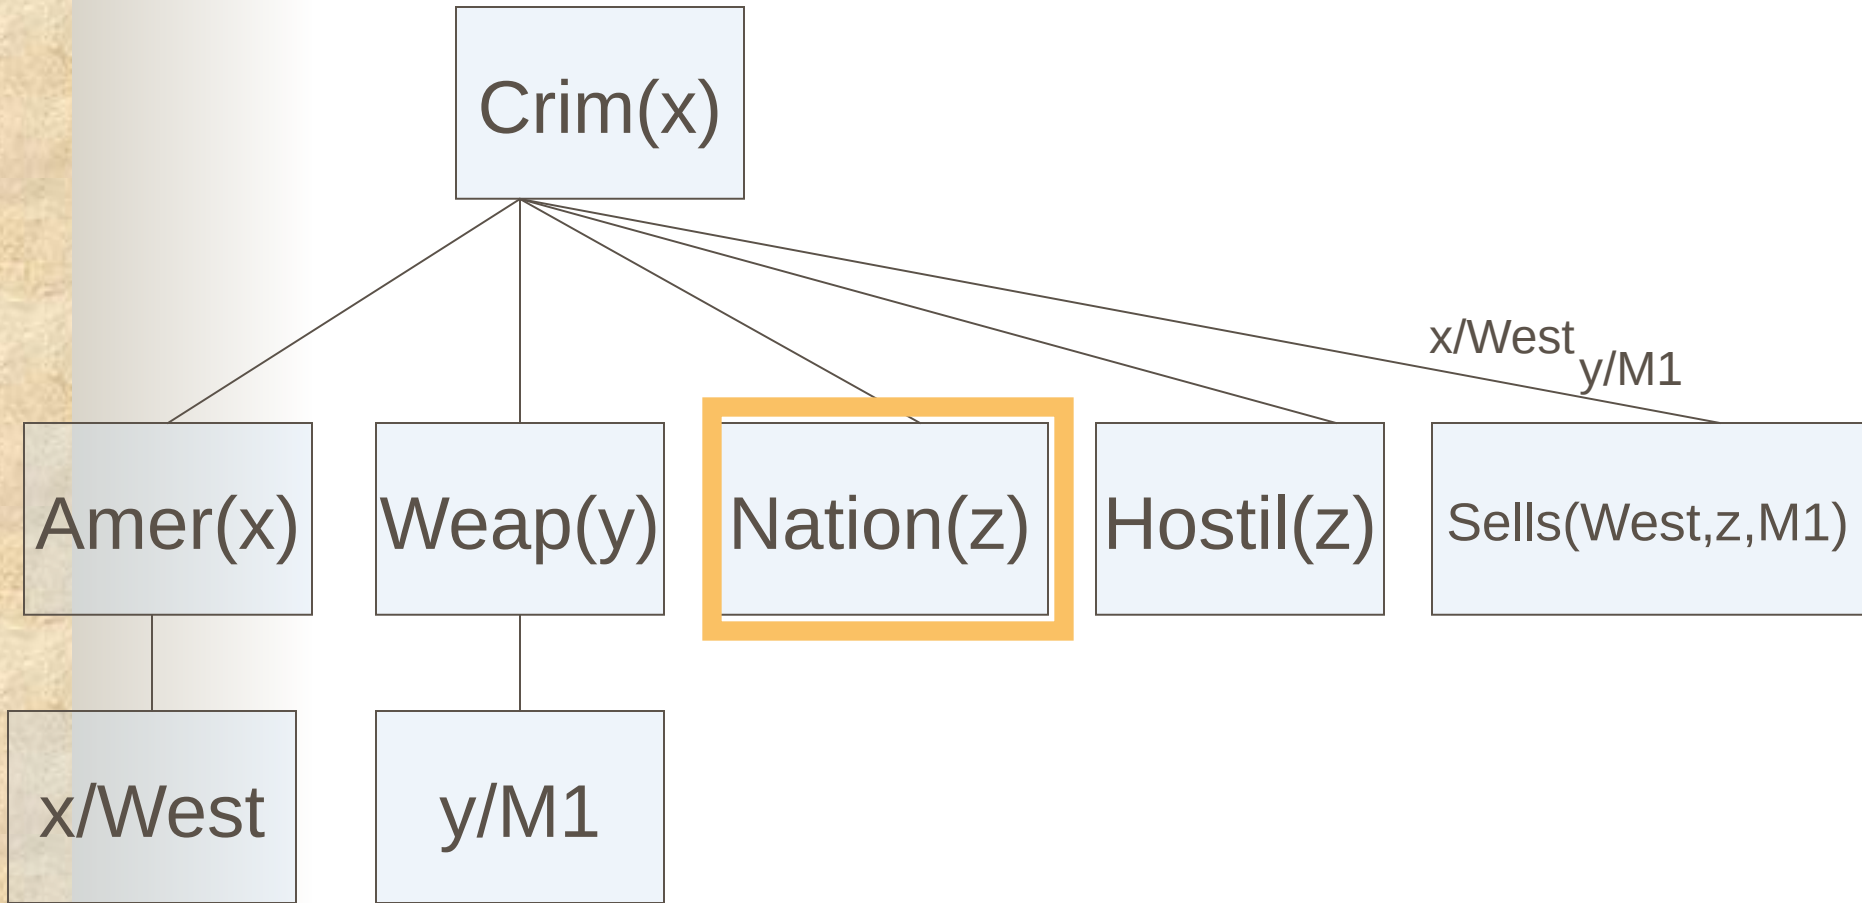 Crim(x)
x/West
y/M1
Amer(x)
Weap(y)
Nation(z)
Hostil(z)
Sells(West,z,M1)
x/West
y/M1